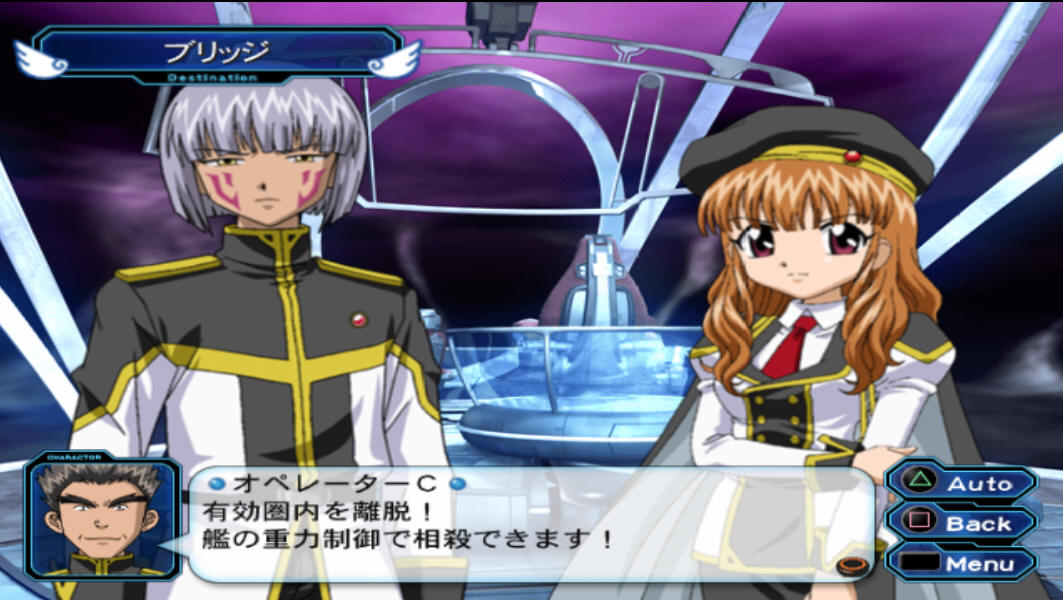 ブリッジ
Destination
CHARACTOR
オペレーターC
有効圏内を離脱！
艦の重力制御で相殺できます！
Auto
Back
Menu